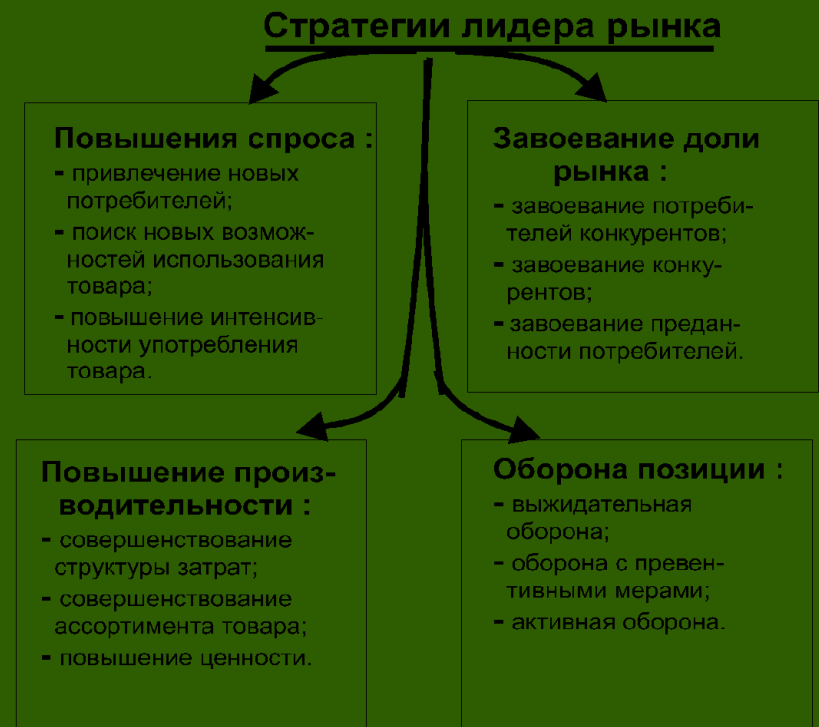 Стратегии лидера рынка
Повышения спроса :
- привлечение новых
потребителей;
- поиск новых возмож-
ностей использования
товара;
- повышение интенсив-
ности употребления
товара.
Завоевание доли
рынка :
- завоевание потреби-
телей конкурентов;
- завоевание конку-
рентов;
- завоевание предан-
ности потребителей.
Повышение произ-
водительности :
- совершенствование
структуры затрат;
- совершенствование
ассортимента товара;
- повышение ценности.
Оборона позиции :
- выжидательная
оборона;
- оборона с превен-
тивными мерами;
- активная оборона.